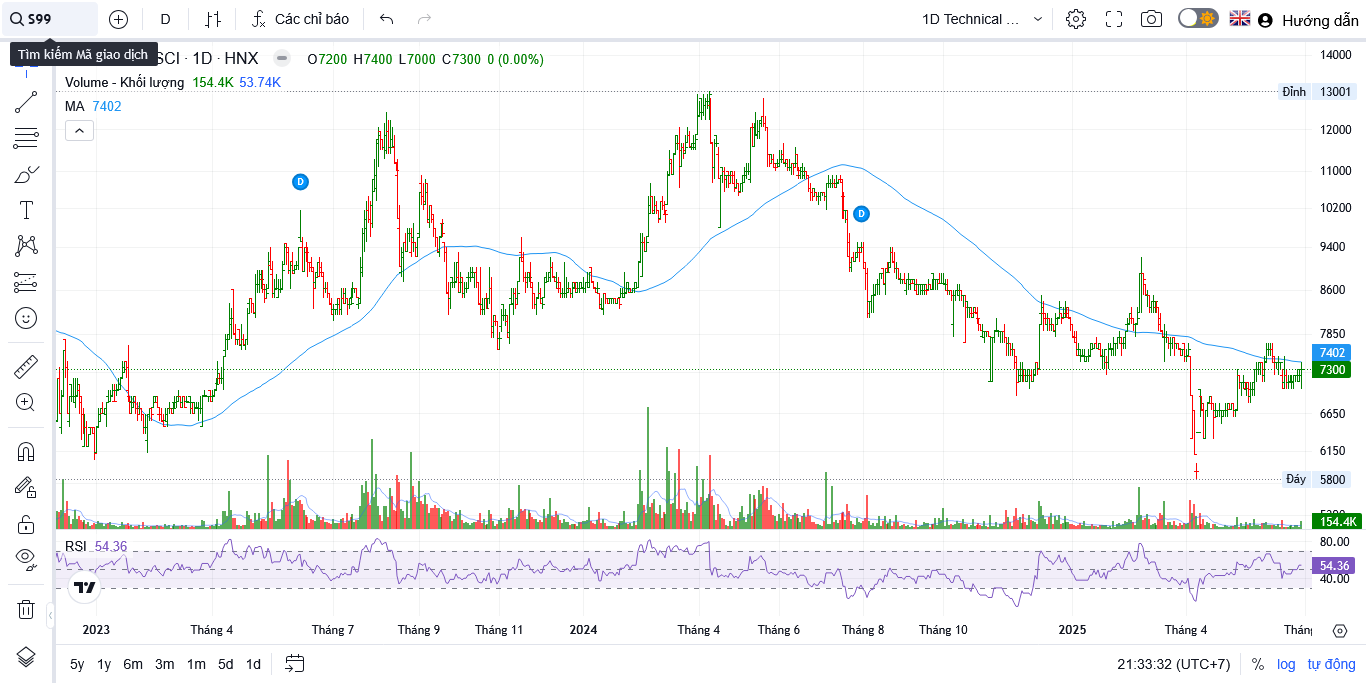 S99
D
Các chỉ báo
1D Technical ...
Hướng dẫn
Tìm kiếm Mã giao dịch
SCI · 1D · HNX
O7200 H7400 L7000 C7300 0 (0.00%)
Volume - Khối lượng 154.4K 53.74K
MA 7402
D
D
14000
Đỉnh 13001
12000
11000
10200
9400
8600
7850
7402
7300
6650
6150
Đáy 5800
154.4K
RSI 54.36
80.00
54.36
40.00
2023 Tháng 4 Tháng 7 Tháng 9 Tháng 11 2024 Tháng 4 Tháng 6 Tháng 8 Tháng 10 2025 Tháng 4 Tháng
5y 1y 6m 3m 1m 5d 1d
21:33:32 (UTC+7) % log tự động